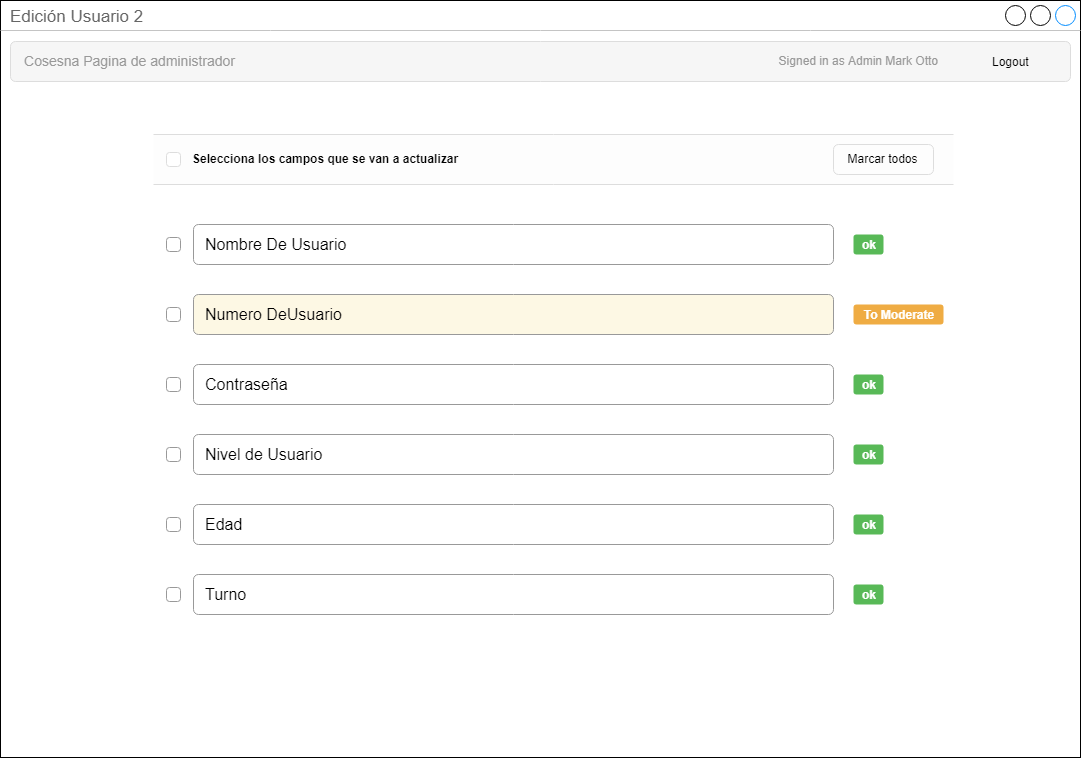 Edición Usuario 2
Cosesna Pagina de administrador
Signed in as Admin Mark Otto
Logout
Selecciona los campos que se van a actualizar
Marcar todos
Nombre De Usuario
ok
Numero DeUsuario
To Moderate
Contraseña
ok
Nivel de Usuario
ok
Edad
ok
Turno
ok